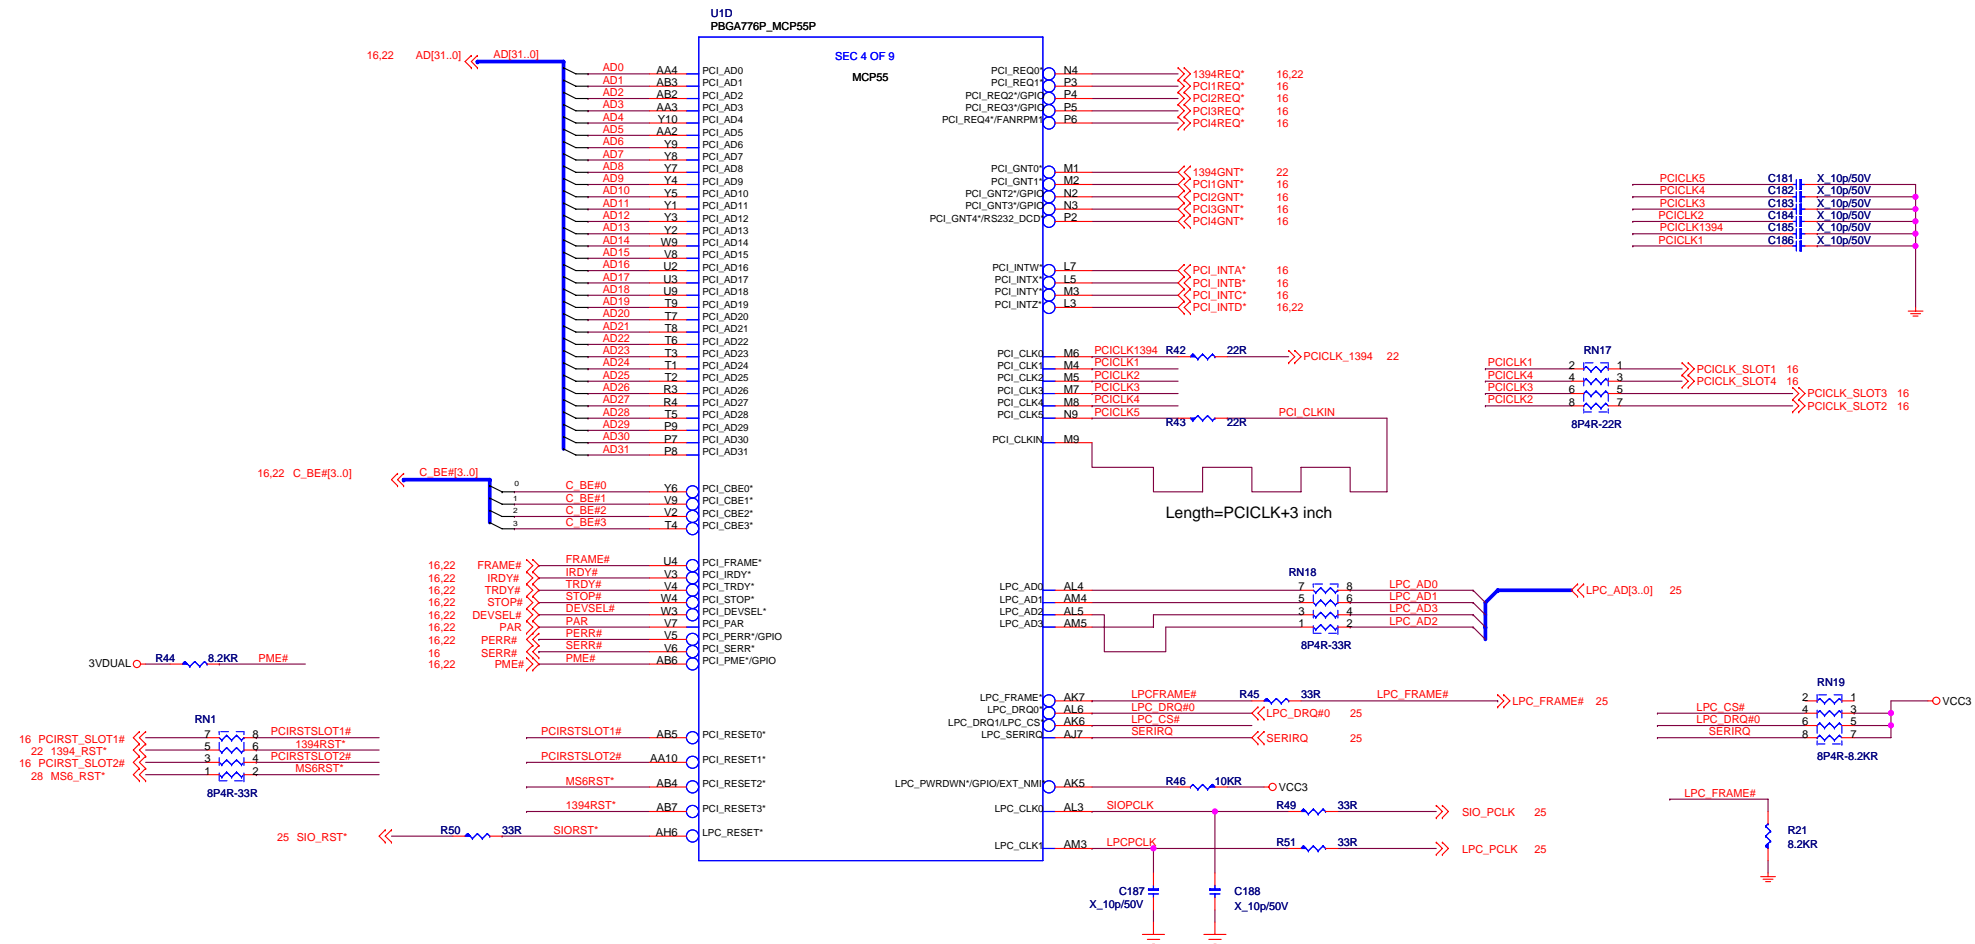 U1D
PBGA776P_MCP55P
SEC 4 OF 9
MCP55
16,22 AD[31..0] AD[31..0]
AD0 AA4 PCI_AD0
AD1 AB3 PCI_AD1
AD2 AB2 PCI_AD2
AD3 AA3 PCI_AD3
AD4 Y10 PCI_AD4
AD5 AA2 PCI_AD5
AD6 Y9 PCI_AD6
AD7 Y8 PCI_AD7
AD8 Y7 PCI_AD8
AD9 Y4 PCI_AD9
AD10 Y5 PCI_AD10
AD11 Y1 PCI_AD11
AD12 Y3 PCI_AD12
AD13 Y2 PCI_AD13
AD14 W9 PCI_AD14
AD15 V8 PCI_AD15
AD16 U2 PCI_AD16
AD17 U3 PCI_AD17
AD18 U9 PCI_AD18
AD19 T9 PCI_AD19
AD20 T7 PCI_AD20
AD21 T8 PCI_AD21
AD22 T6 PCI_AD22
AD23 T3 PCI_AD23
AD24 T1 PCI_AD24
AD25 T2 PCI_AD25
AD26 R3 PCI_AD26
AD27 R4 PCI_AD27
AD28 T5 PCI_AD28
AD29 P9 PCI_AD29
AD30 P7 PCI_AD30
AD31 P8 PCI_AD31
16,22 C_BE#[3..0] C_BE#[3..0]
0 C_BE#0 Y6 PCI_CBE0*
1 C_BE#1 V9 PCI_CBE1*
2 C_BE#2 V2 PCI_CBE2*
3 C_BE#3 T4 PCI_CBE3*
16,22 FRAME# FRAME# U4 PCI_FRAME*
16,22 IRDY# IRDY# V3 PCI_IRDY*
16,22 TRDY# TRDY# V4 PCI_TRDY*
16,22 STOP# STOP# W4 PCI_STOP*
16,22 DEVSEL# DEVSEL# W3 PCI_DEVSEL*
16,22 PAR PAR V7 PCI_PAR
16,22 PERR# PERR# V5 PCI_PERR*/GPIO
16 SERR# SERR# V6 PCI_SERR*
16,22 PME# PME# AB6 PCI_PME*/GPIO
3VDUAL R44 8.2KR PME#
RN1
16 PCIRST_SLOT1# 7 8 PCIRSTSLOT1#
22 1394_RST* 5 6 1394RST*
16 PCIRST_SLOT2# 3 4 PCIRSTSLOT2#
28 MS6_RST* 1 2 MS6RST*
8P4R-33R
PCIRSTSLOT1# AB5 PCI_RESET0*
PCIRSTSLOT2# AA10 PCI_RESET1*
MS6RST* AB4 PCI_RESET2*
1394RST* AB7 PCI_RESET3*
25 SIO_RST* R50 33R SIORST* AH6 LPC_RESET*
PCI_REQ0* N4 1394REQ* 16,22
PCI_REQ1* P3 PCI1REQ* 16
PCI_REQ2*/GPIO P4 PCI2REQ* 16
PCI_REQ3*/GPIO P5 PCI3REQ* 16
PCI_REQ4*/FANRPM1 P6 PCI4REQ* 16
PCI_GNT0* M1 1394GNT* 22
PCI_GNT1* M2 PCI1GNT* 16
PCI_GNT2*/GPIO N2 PCI2GNT* 16
PCI_GNT3*/GPIO N3 PCI3GNT* 16
PCI_GNT4*/RS232_DCD* P2 PCI4GNT* 16
PCI_INTW* L7 PCI_INTA* 16
PCI_INTX* L5 PCI_INTB* 16
PCI_INTY* M3 PCI_INTC* 16
PCI_INTZ* L3 PCI_INTD* 16,22
PCI_CLK0 M6 PCICLK1394 R42 22R PCICLK_1394 22
PCI_CLK1 M4 PCICLK1
PCI_CLK2 M5 PCICLK2
PCI_CLK3 M7 PCICLK3
PCI_CLK4 M8 PCICLK4
PCI_CLK5 N9 PCICLK5 R43 22R PCI_CLKIN
PCI_CLKIN M9
Length=PCICLK+3 inch
RN18
LPC_AD0 AL4 7 8 LPC_AD0
LPC_AD1 AM4 5 6 LPC_AD1
LPC_AD2 AL5 3 4 LPC_AD3
LPC_AD3 AM5 1 2 LPC_AD2
8P4R-33R
LPC_AD[3..0] 25
LPC_FRAME* AK7 LPCFRAME# R45 33R LPC_FRAME# LPC_FRAME# 25
LPC_DRQ0* AL6 LPC_DRQ#0 LPC_DRQ#0 25
LPC_DRQ1/LPC_CS* AK6 LPC_CS#
LPC_SERIRQ AJ7 SERIRQ SERIRQ 25
LPC_PWRDWN*/GPIO/EXT_NMI* AK5 R46 10KR VCC3
LPC_CLK0 AL3 SIOPCLK R49 33R SIO_PCLK 25
LPC_CLK1 AM3 LPCPCLK R51 33R LPC_PCLK 25
C187
X_10p/50V
C188
X_10p/50V
PCICLK5 C181 X_10p/50V
PCICLK4 C182 X_10p/50V
PCICLK3 C183 X_10p/50V
PCICLK2 C184 X_10p/50V
PCICLK1394 C185 X_10p/50V
PCICLK1 C186 X_10p/50V
RN17
PCICLK1 2 1 PCICLK_SLOT1 16
PCICLK4 4 3 PCICLK_SLOT4 16
PCICLK3 6 5 PCICLK_SLOT3 16
PCICLK2 8 7 PCICLK_SLOT2 16
8P4R-22R
RN19
2 1 VCC3
LPC_CS# 4 3
LPC_DRQ#0 6 5
SERIRQ 8 7
8P4R-8.2KR
LPC_FRAME#
R21
8.2KR